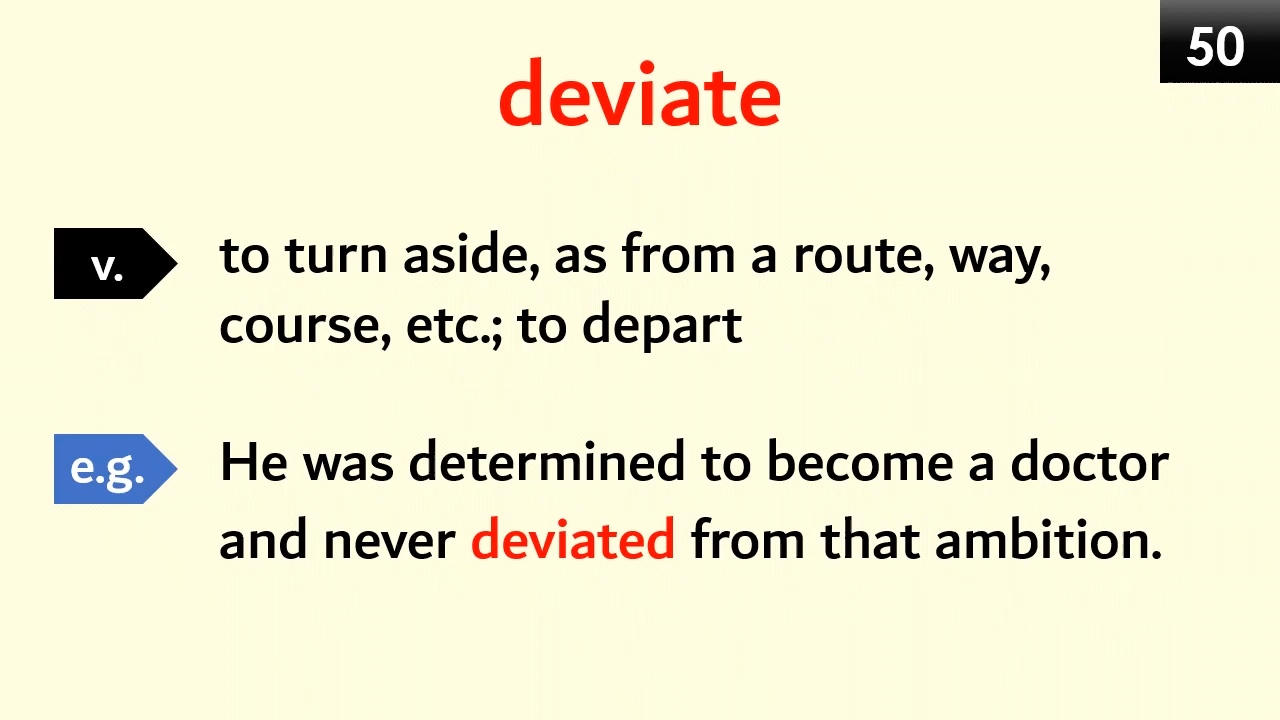 50
deviate
v.
to turn aside, as from a route, way,
course, etc.; to depart
e.g.
He was determined to become a doctor
and never deviated from that ambition.